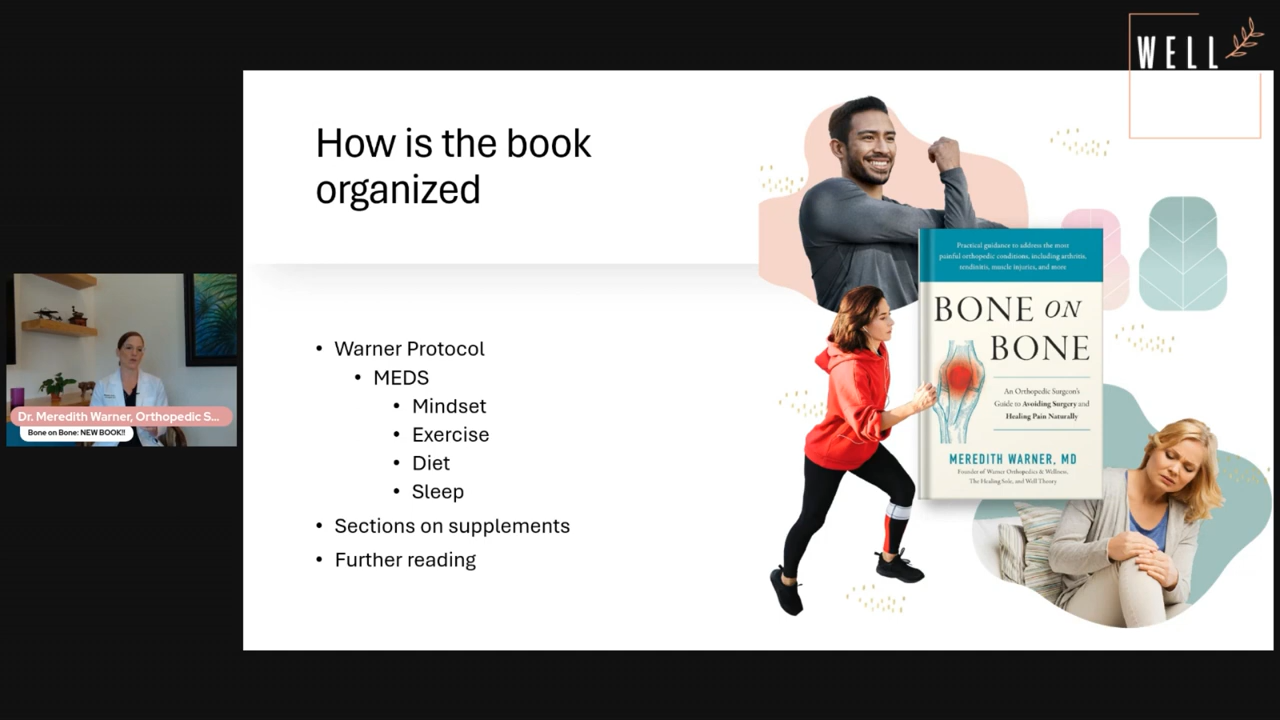 WELL
How is the book
organized
• Warner Protocol
• MEDS
• Mindset
• Exercise
• Diet
• Sleep
• Sections on supplements
• Further reading
Practical guidance to address the most
painful orthopedic conditions, including arthritis,
tendinitis, muscle injuries, and more
BONE ON
BONE
An Orthopedic Surgeon's
Guide to Avoiding Surgery and
Healing Pain Naturally
MEREDITH WARNER, MD
Founder of Warner Orthopedics & Wellness,
The Healing Sole, and Well Theory
Dr. Meredith Warner, Orthopedic S...
Bone on Bone: NEW BOOK!!